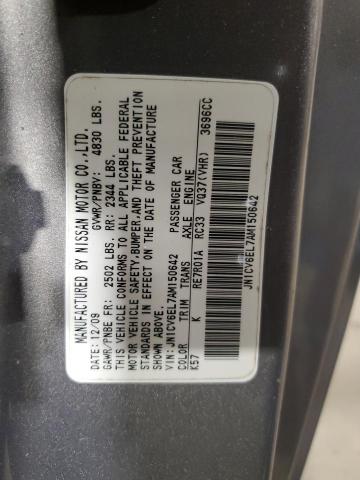 MANUFACTURED BY NISSAN MOTOR CO.,LTD.
DATE: 12/09 GVWR/PNBV: 4830 LBS.
GAWR/PNBE FR: 2502 LBS. RR: 2344 LBS.
THIS VEHICLE CONFORMS TO ALL APPLICABLE FEDERAL
MOTOR VEHICLE SAFETY,BUMPER,AND THEFT PREVENTION
STANDARDS IN EFFECT ON THE DATE OF MANUFACTURE
SHOWN ABOVE.
VIN: JN1CV6EL7AM150642 PASSENGER CAR
COLOR TRIM TRANS AXLE ENGINE
K57 K RE7R01A RC33 VQ37(VHR) 3696CC
JN1CV6EL7AM150642